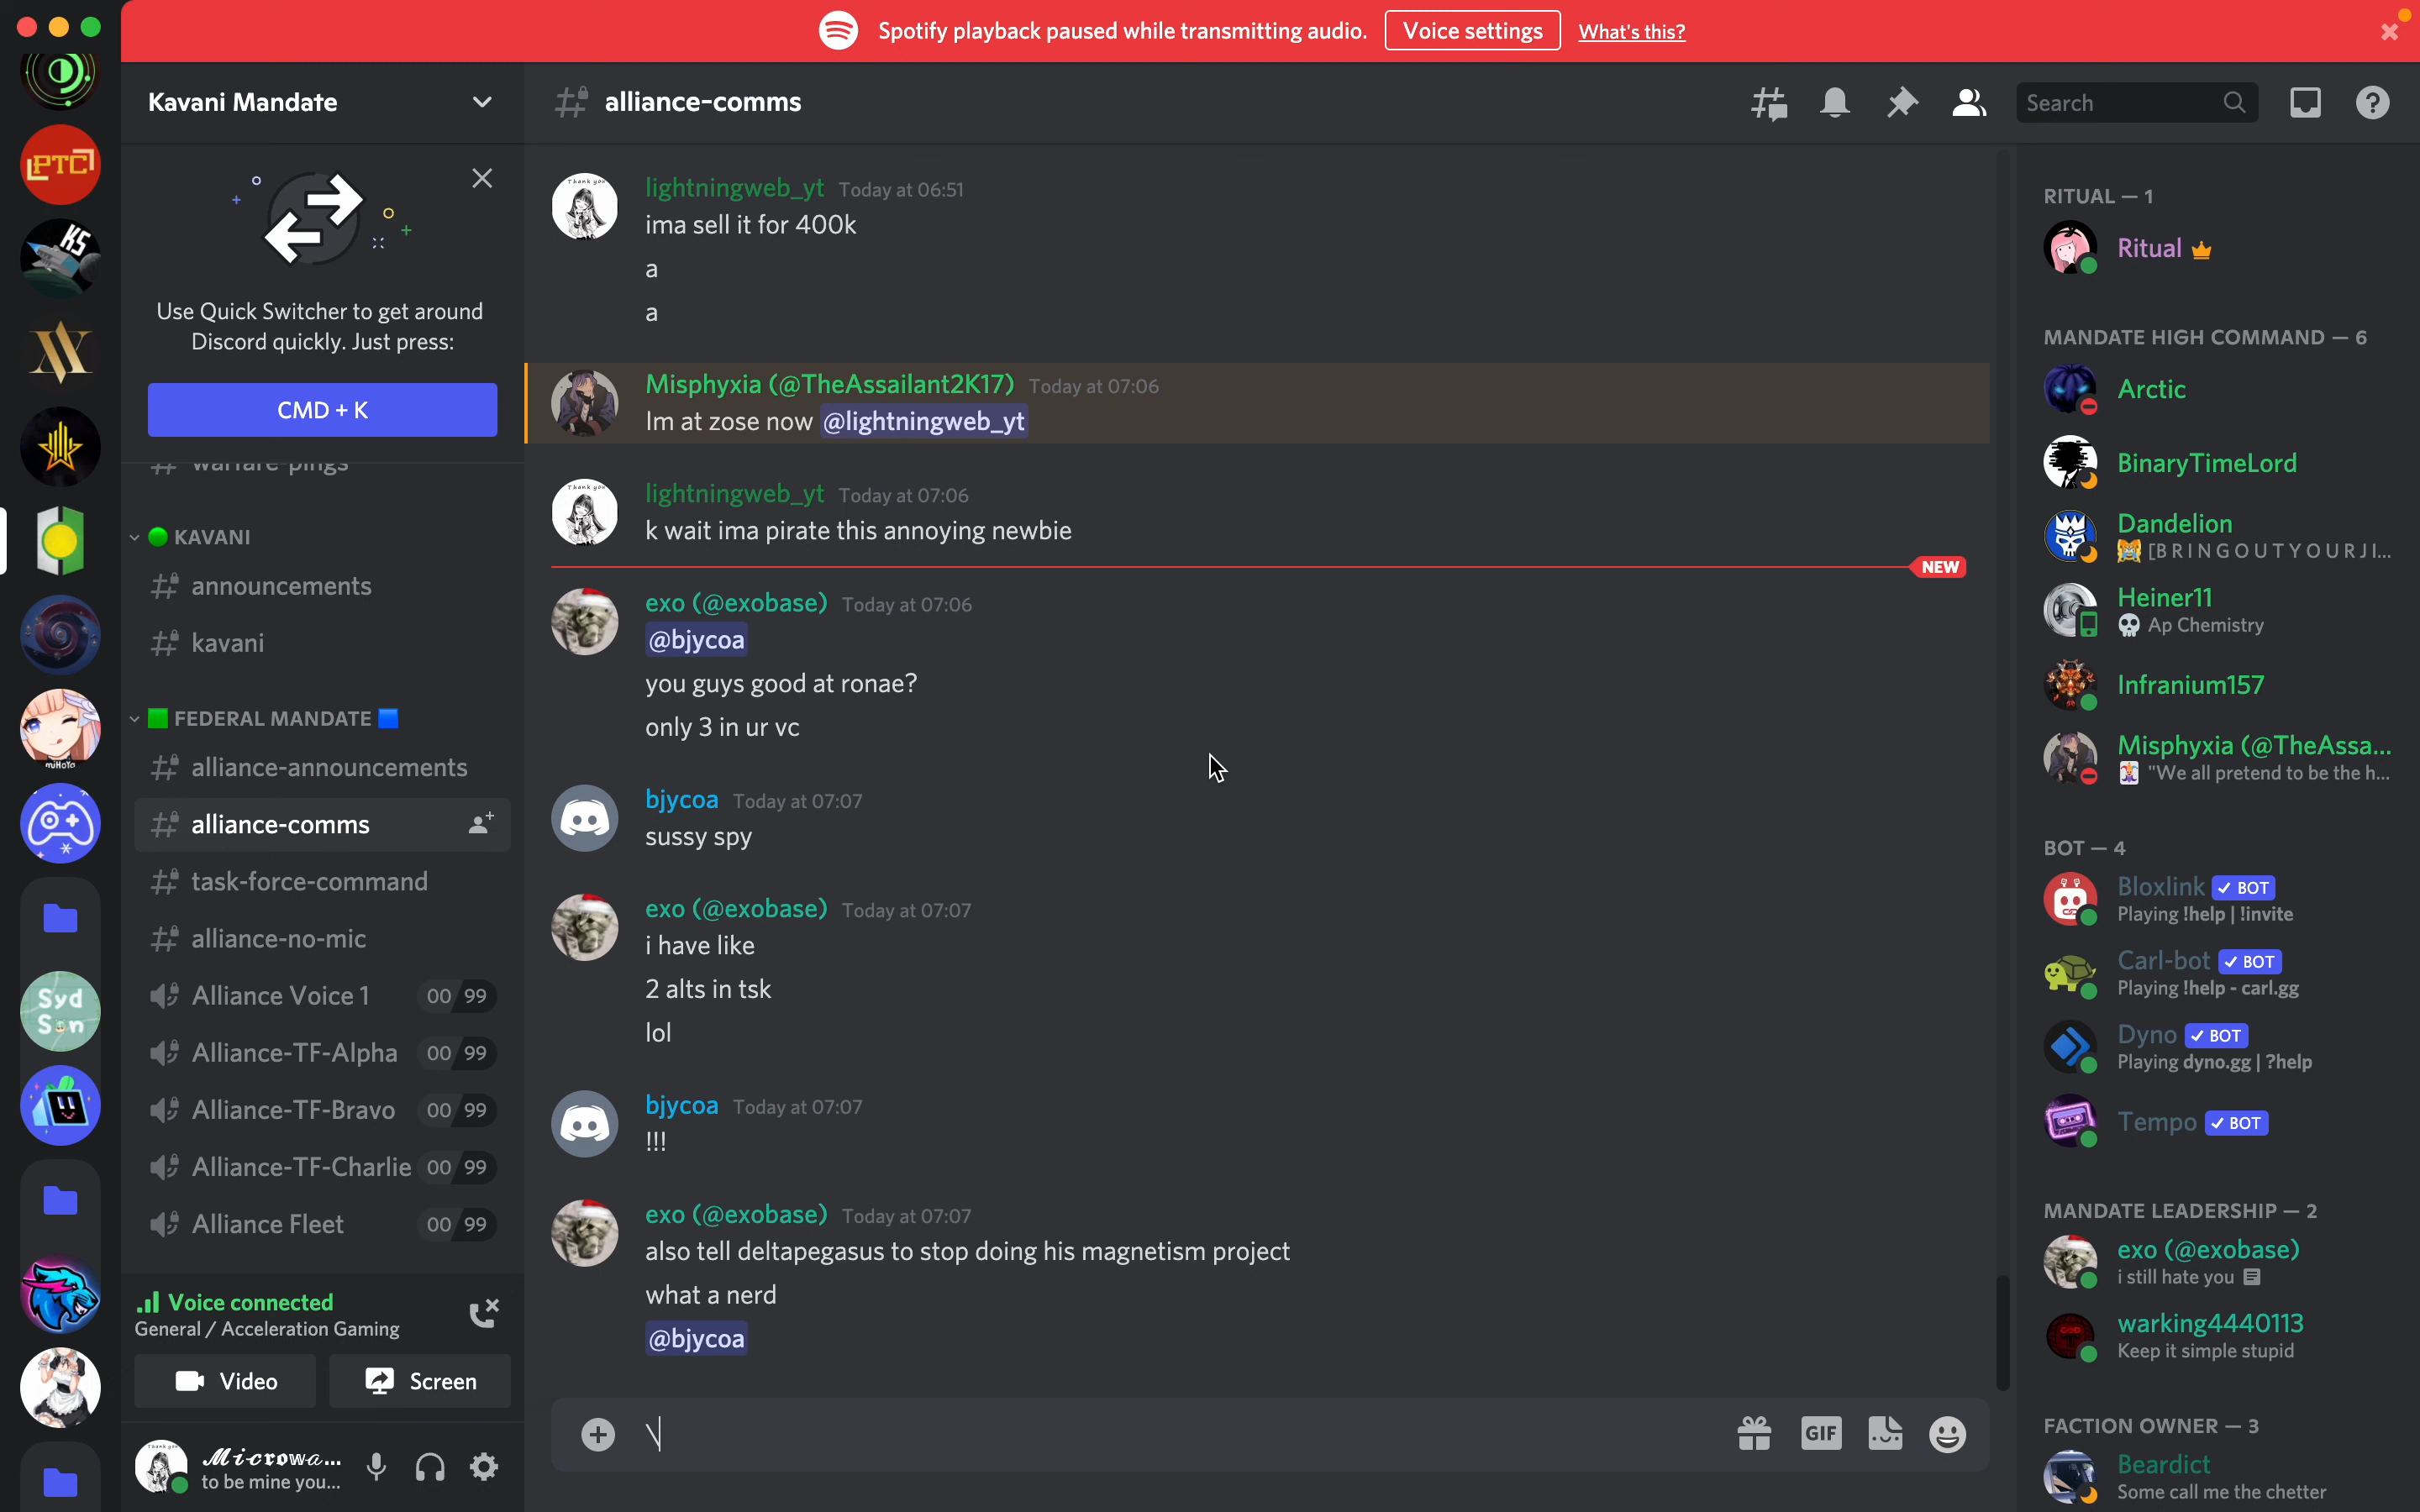 Spotify playback paused while transmitting audio. Voice settings What's this?
PTC
KS
Syd
miHoYo
Kavani Mandate
Use Quick Switcher to get around
Discord quickly. Just press:
CMD + K
warfare-pings
KAVANI
announcements
kavani
FEDERAL MANDATE
alliance-announcements
alliance-comms
task-force-command
alliance-no-mic
Alliance Voice 1 00 99
Alliance-TF-Alpha 00 99
Alliance-TF-Bravo 00 99
Alliance-TF-Charlie 00 99
Alliance Fleet 00 99
Voice connected
General / Acceleration Gaming
Video Screen
𝓜𝓲𝓬𝓻𝓸𝔀𝓪...
to be mine you...
alliance-comms
Search
lightningweb_yt Today at 06:51
ima sell it for 400k
a
a
Misphyxia (@TheAssailant2K17) Today at 07:06
Im at zose now @lightningweb_yt
lightningweb_yt Today at 07:06
k wait ima pirate this annoying newbie
NEW
exo (@exobase) Today at 07:06
@bjycoa
you guys good at ronae?
only 3 in ur vc
bjycoa Today at 07:07
sussy spy
exo (@exobase) Today at 07:07
i have like
2 alts in tsk
lol
bjycoa Today at 07:07
!!!
exo (@exobase) Today at 07:07
also tell deltapegasus to stop doing his magnetism project
what a nerd
@bjycoa
\
GIF
RITUAL — 1
Ritual
MANDATE HIGH COMMAND — 6
Arctic
BinaryTimeLord
Dandelion
[B R I N G O U T Y O U R J I...
Heiner11
Ap Chemistry
Infranium157
Misphyxia (@TheAssa...
"We all pretend to be the h...
BOT — 4
Bloxlink BOT
Playing !help | !invite
Carl-bot BOT
Playing !help - carl.gg
Dyno BOT
Playing dyno.gg | ?help
Tempo BOT
MANDATE LEADERSHIP — 2
exo (@exobase)
i still hate you
warking4440113
Keep it simple stupid
FACTION OWNER — 3
Beardict
Some call me the chetter